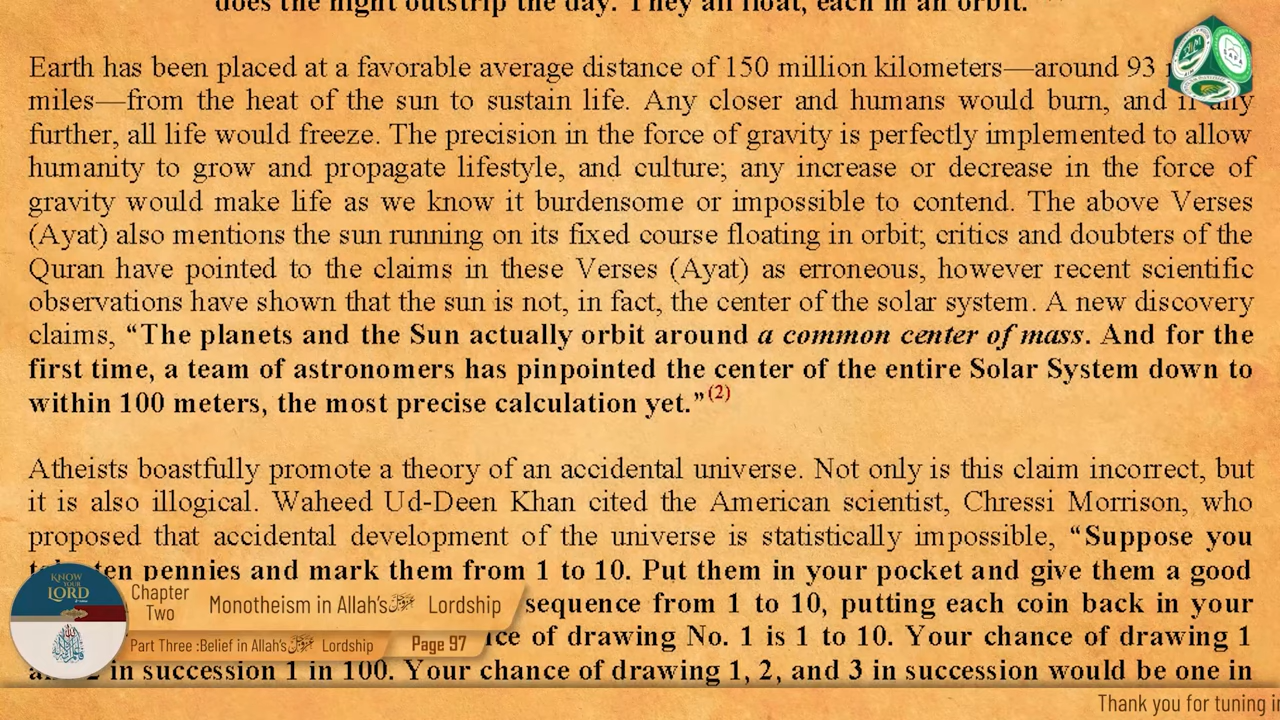 does the night outstrip the day. They all float, each in an orbit."
Earth has been placed at a favorable average distance of 150 million kilometers—around 93
miles—from the heat of the sun to sustain life. Any closer and humans would burn, and if any
further, all life would freeze. The precision in the force of gravity is perfectly implemented to allow
humanity to grow and propagate lifestyle, and culture; any increase or decrease in the force of
gravity would make life as we know it burdensome or impossible to contend. The above Verses
(Ayat) also mentions the sun running on its fixed course floating in orbit; critics and doubters of the
Quran have pointed to the claims in these Verses (Ayat) as erroneous, however recent scientific
observations have shown that the sun is not, in fact, the center of the solar system. A new discovery
claims, “The planets and the Sun actually orbit around a common center of mass. And for the
first time, a team of astronomers has pinpointed the center of the entire Solar System down to
within 100 meters, the most precise calculation yet.”(2)
Atheists boastfully promote a theory of an accidental universe. Not only is this claim incorrect, but
it is also illogical. Waheed Ud-Deen Khan cited the American scientist, Chressi Morrison, who
proposed that accidental development of the universe is statistically impossible, “Suppose you
ten pennies and mark them from 1 to 10. Put them in your pocket and give them a good
sequence from 1 to 10, putting each coin back in your
of drawing No. 1 is 1 to 10. Your chance of drawing 1
in succession 1 in 100. Your chance of drawing 1, 2, and 3 in succession would be one in
KNOW
YOUR
LORD
Chapter
Two
Monotheism in Allah's ﷻ Lordship
Part Three :Belief in Allah's ﷻ Lordship
Page 97
Thank you for tuning